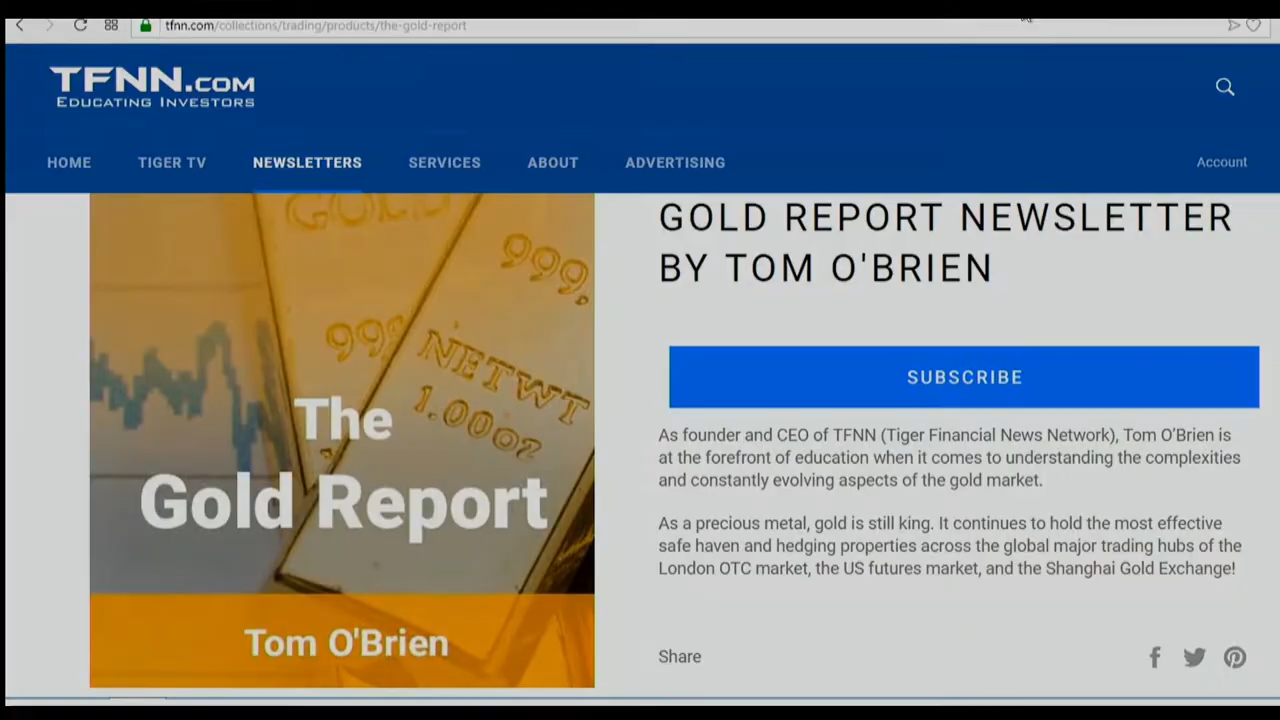 tfnn.com/collections/trading/products/the-gold-report
TFNN.COM
EDUCATING INVESTORS
HOME
TIGER TV
NEWSLETTERS
SERVICES
ABOUT
ADVERTISING
Account
GOLD
999.
999
NETWT
1.00oz
The
Gold Report
Tom O'Brien
GOLD REPORT NEWSLETTER
BY TOM O'BRIEN
SUBSCRIBE
As founder and CEO of TFNN (Tiger Financial News Network), Tom O’Brien is
at the forefront of education when it comes to understanding the complexities
and constantly evolving aspects of the gold market.
As a precious metal, gold is still king. It continues to hold the most effective
safe haven and hedging properties across the global major trading hubs of the
London OTC market, the US futures market, and the Shanghai Gold Exchange!
Share